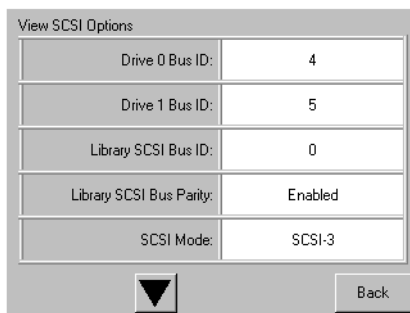 View SCSI Options
Drive 0 Bus ID: 4
Drive 1 Bus ID: 5
Library SCSI Bus ID: 0
Library SCSI Bus Parity: Enabled
SCSI Mode: SCSI-3
Back